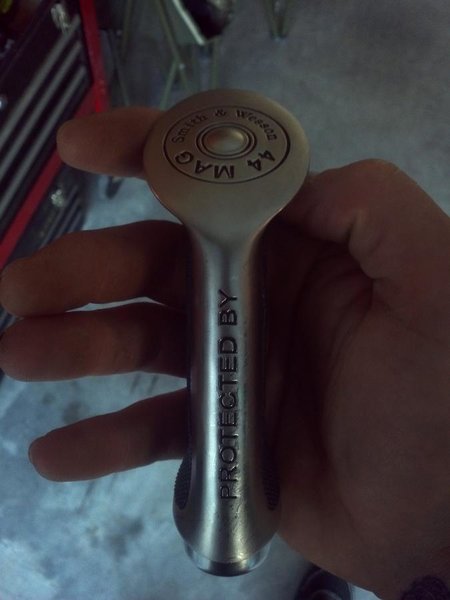 Smith & Wesson
44 MAG
PROTECTED BY